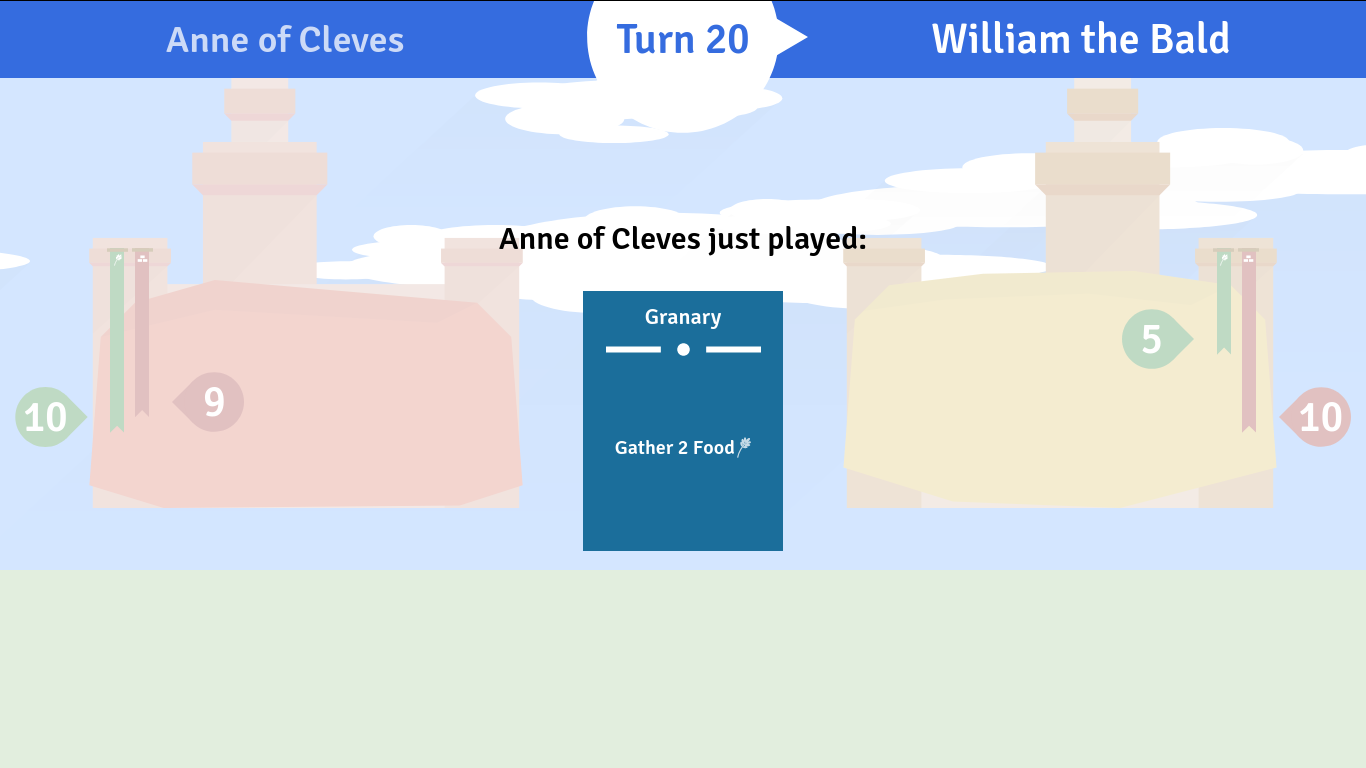 Anne of Cleves
Turn 20
William the Bald
Anne of Cleves just played:
Granary
Gather 2 Food
10
9
5
10